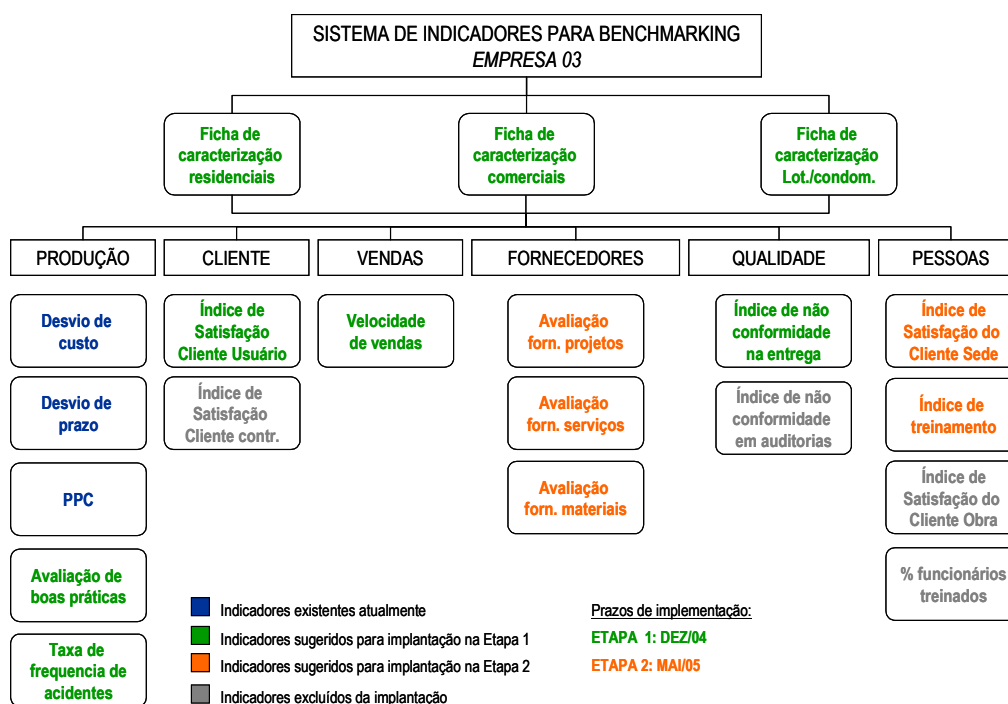 SISTEMA DE INDICADORES PARA BENCHMARKING
EMPRESA 03
Ficha de
caracterização
residenciais
Ficha de
caracterização
comerciais
Ficha de
caracterização
Lot./condom.
PRODUÇÃO
CLIENTE
VENDAS
FORNECEDORES
QUALIDADE
PESSOAS
Desvio de
custo
Índice de
Satisfação
Cliente Usuário
Velocidade
de vendas
Avaliação
forn. projetos
Índice de não
conformidade
na entrega
Índice de
Satisfação do
Cliente Sede
Desvio de
prazo
Índice de
Satisfação
Cliente contr.
Avaliação
forn. serviços
Índice de não
conformidade
em auditorias
Índice de
treinamento
PPC
Avaliação
forn. materiais
Índice de
Satisfação do
Cliente Obra
Avaliação de
boas práticas
% funcionários
treinados
Taxa de
frequencia de
acidentes
Indicadores existentes atualmente
Indicadores sugeridos para implantação na Etapa 1
Indicadores sugeridos para implantação na Etapa 2
Indicadores excluídos da implantação
Prazos de implementação:
ETAPA 1: DEZ/04
ETAPA 2: MAI/05